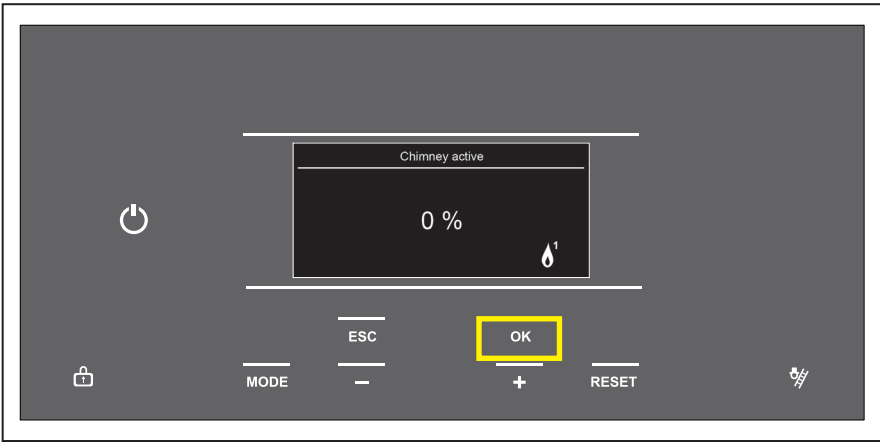 Chimney active
0 %
1
ESC
OK
MODE
–
+
RESET